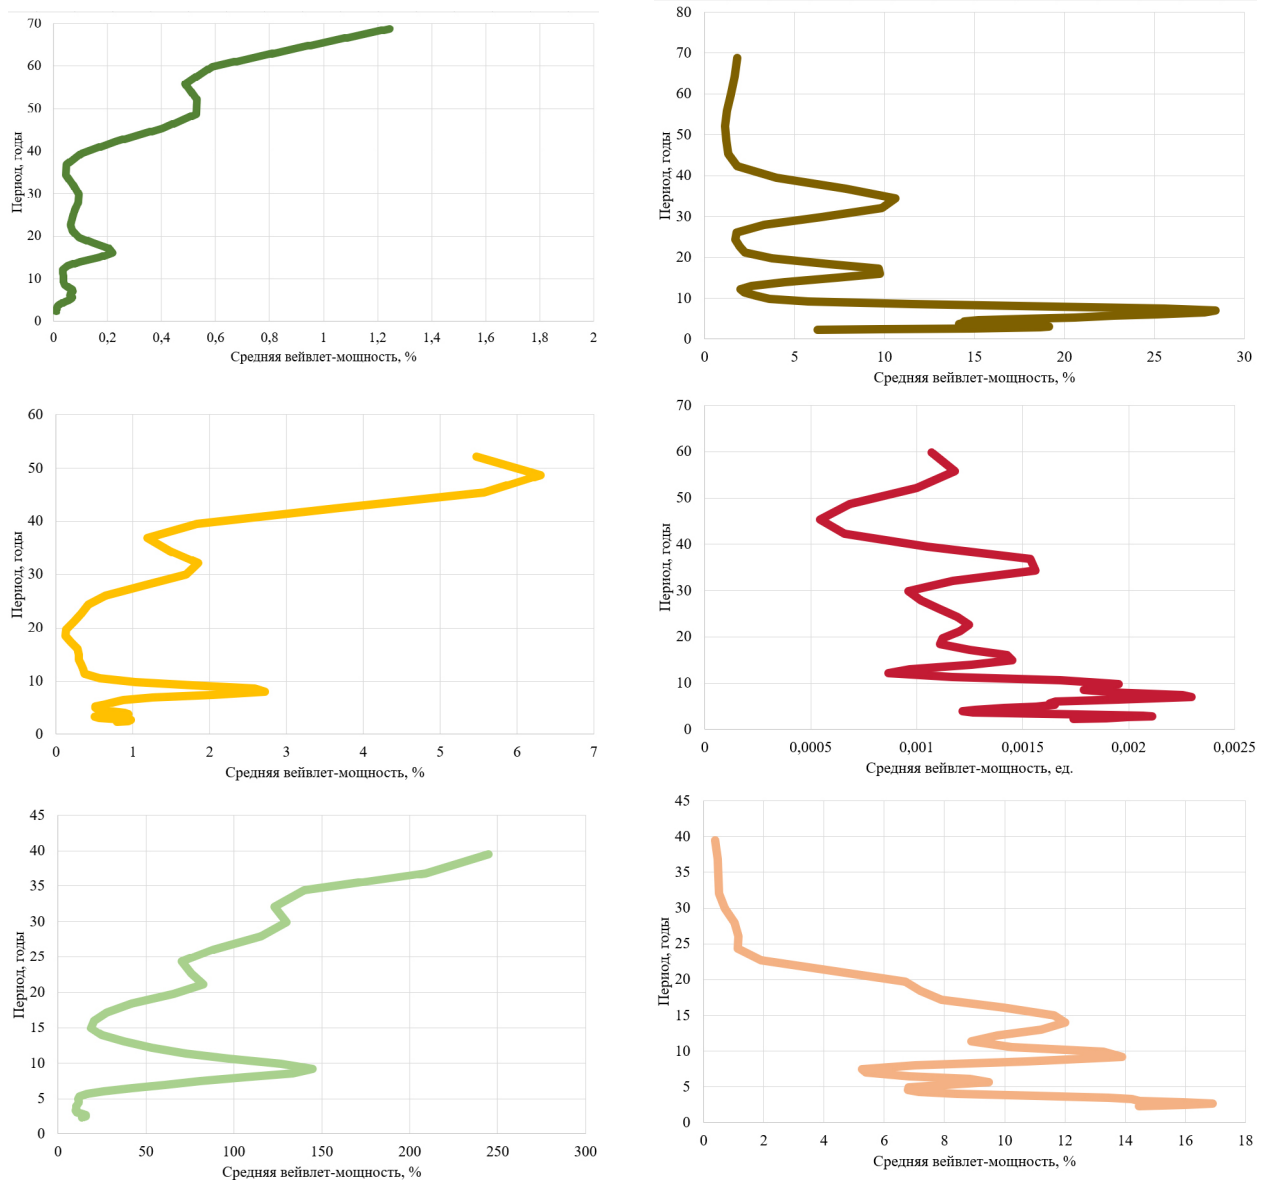 70
60
50
40
30
20
10
0
Период, годы
0 0,2 0,4 0,6 0,8 1 1,2 1,4 1,6 1,8 2
Средняя вейвлет-мощность, %
80
70
60
50
40
30
20
10
0
Период, годы
0 5 10 15 20 25 30
Средняя вейвлет-мощность, %
60
50
40
30
20
10
0
Период, годы
0 1 2 3 4 5 6 7
Средняя вейвлет-мощность, %
70
60
50
40
30
20
10
0
Период, годы
0 0,0005 0,001 0,0015 0,002 0,0025
Средняя вейвлет-мощность, ед.
45
40
35
30
25
20
15
10
5
0
Период, годы
0 50 100 150 200 250 300
Средняя вейвлет-мощность, %
45
40
35
30
25
20
15
10
5
0
Период, годы
0 2 4 6 8 10 12 14 16 18
Средняя вейвлет-мощность, %